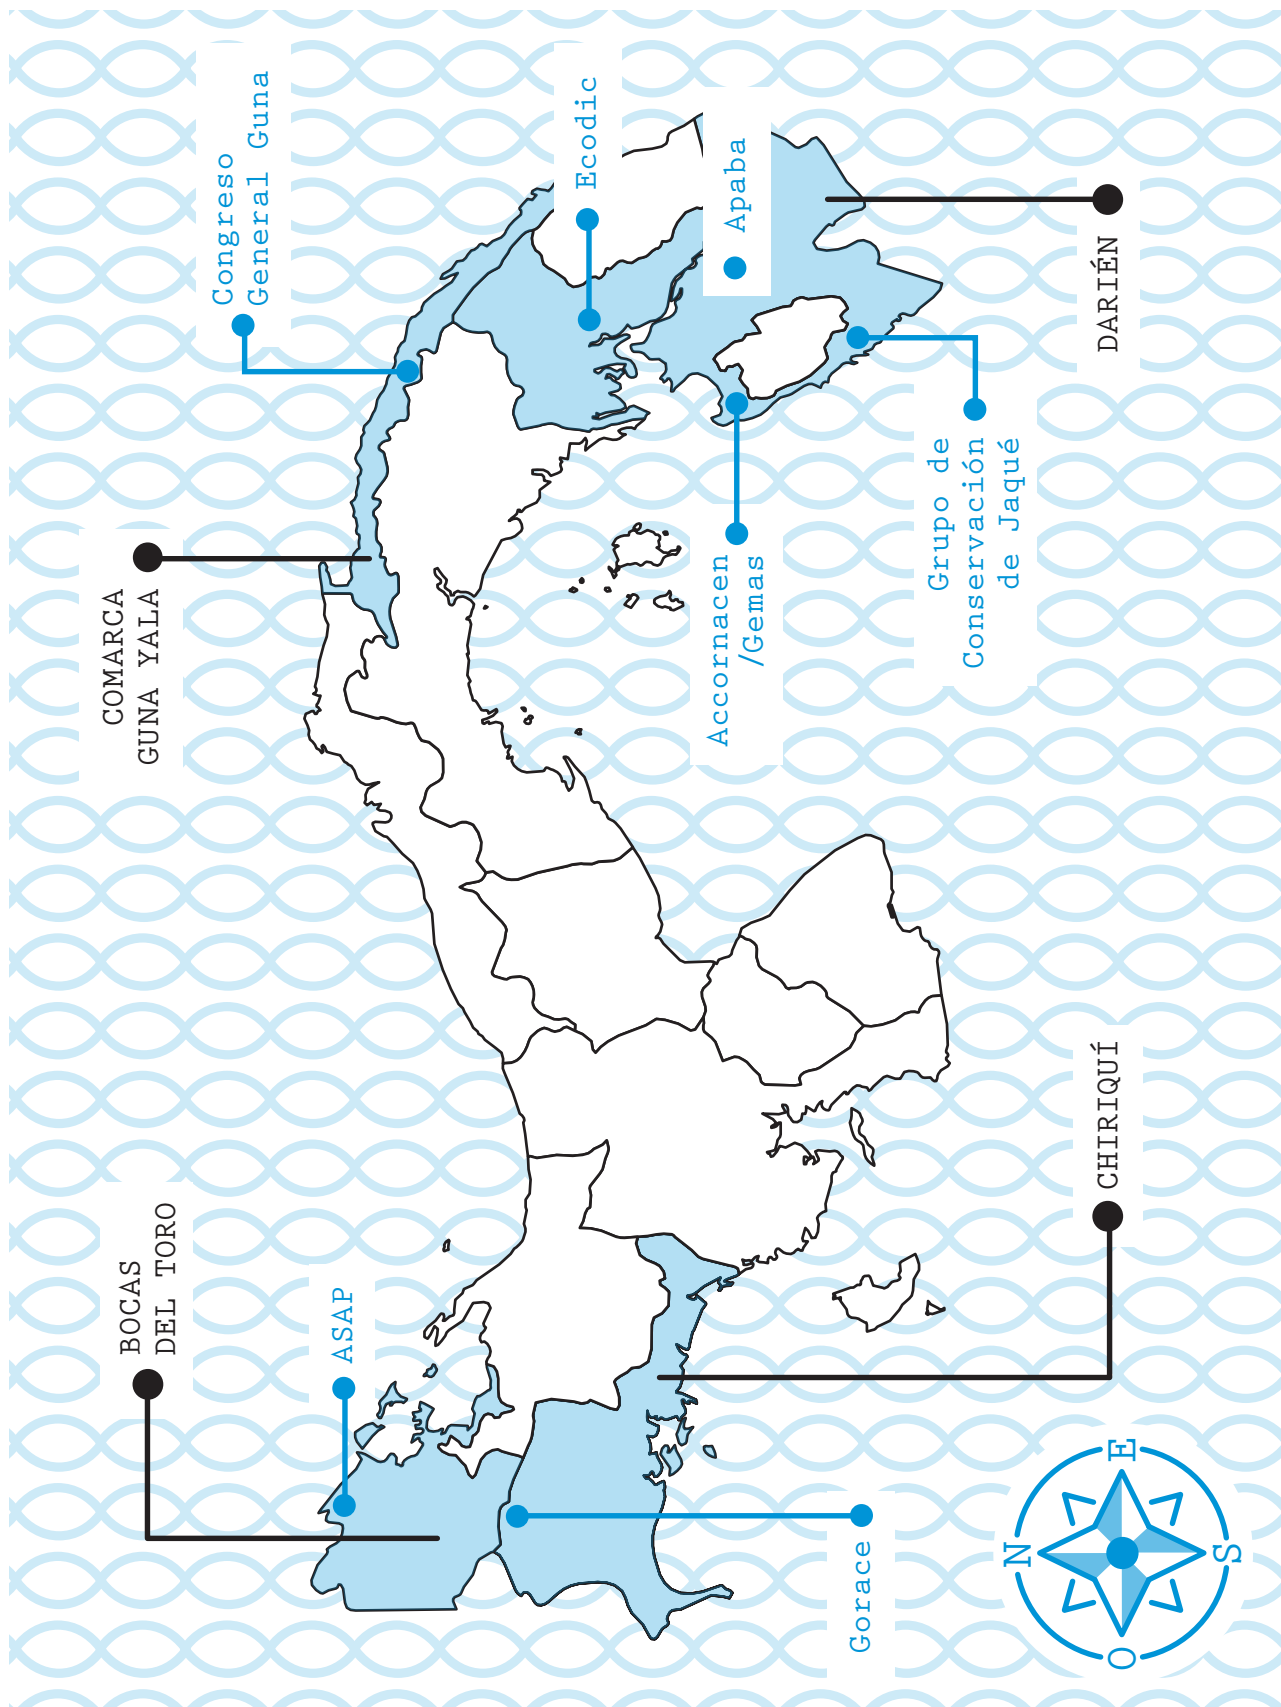 BOCAS
DEL TORO
ASAP
COMARCA
GUNA YALA
Congreso
General Guna
Ecodic
Apaba
Accornacen
/Gemas
Grupo de
Conservación
de Jaqué
DARIÉN
CHIRIQUÍ
Gorace
N
E
S
O